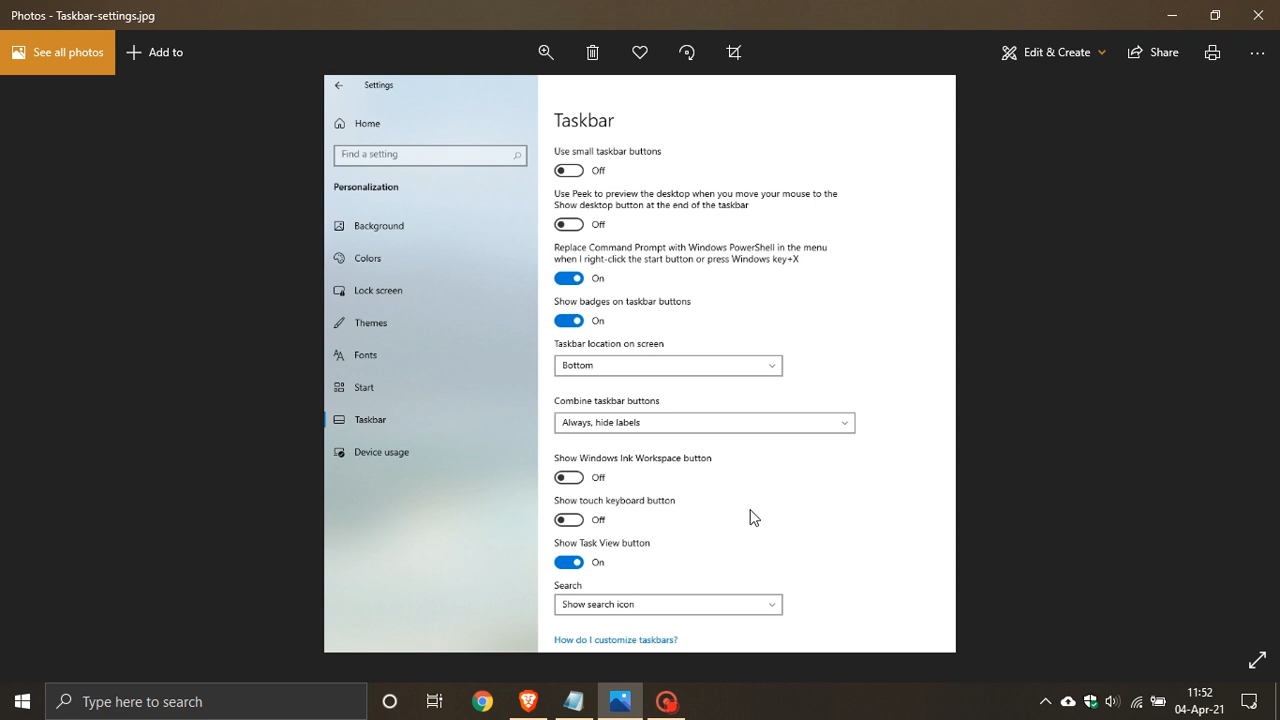 Photos - Taskbar-settings.jpg
See all photos
Add to
Edit & Create
Share
Settings
Home
Find a setting
Personalization
Background
Colors
Lock screen
Themes
Fonts
Start
Taskbar
Device usage
Taskbar
Use small taskbar buttons
Off
Use Peek to preview the desktop when you move your mouse to the
Show desktop button at the end of the taskbar
Off
Replace Command Prompt with Windows PowerShell in the menu
when I right-click the start button or press Windows key+X
On
Show badges on taskbar buttons
On
Taskbar location on screen
Bottom
Combine taskbar buttons
Always, hide labels
Show Windows Ink Workspace button
Off
Show touch keyboard button
Off
Show Task View button
On
Search
Show search icon
How do I customize taskbars?
Type here to search
11:52
04-Apr-21